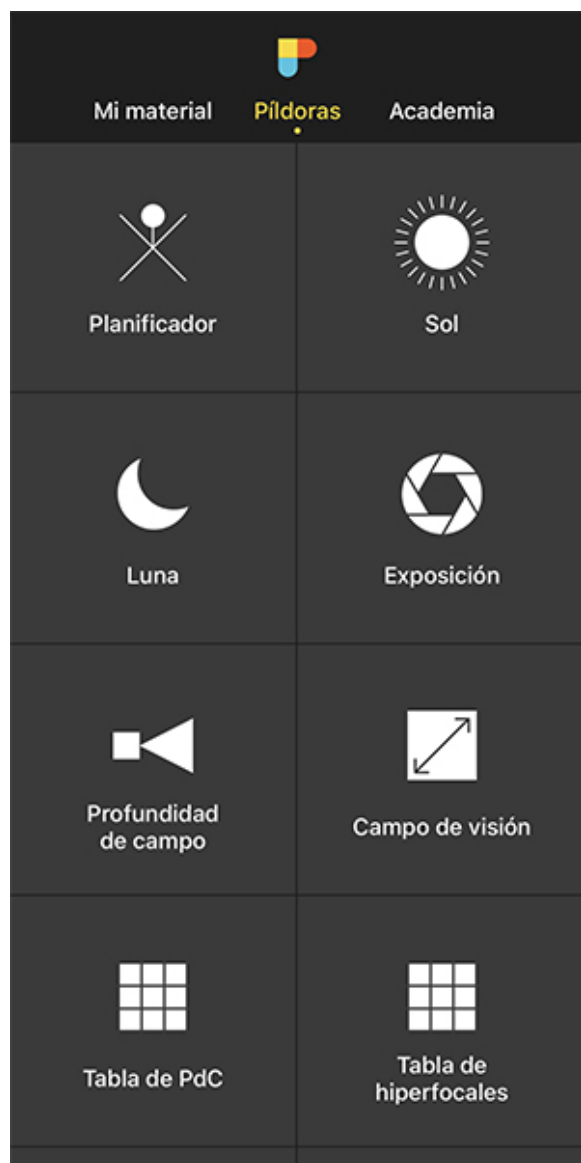 Mi material Píldoras Academia
Planificador Sol
Luna Exposición
Profundidad
de campo
Campo de visión
Tabla de PdC
Tabla de
hiperfocales